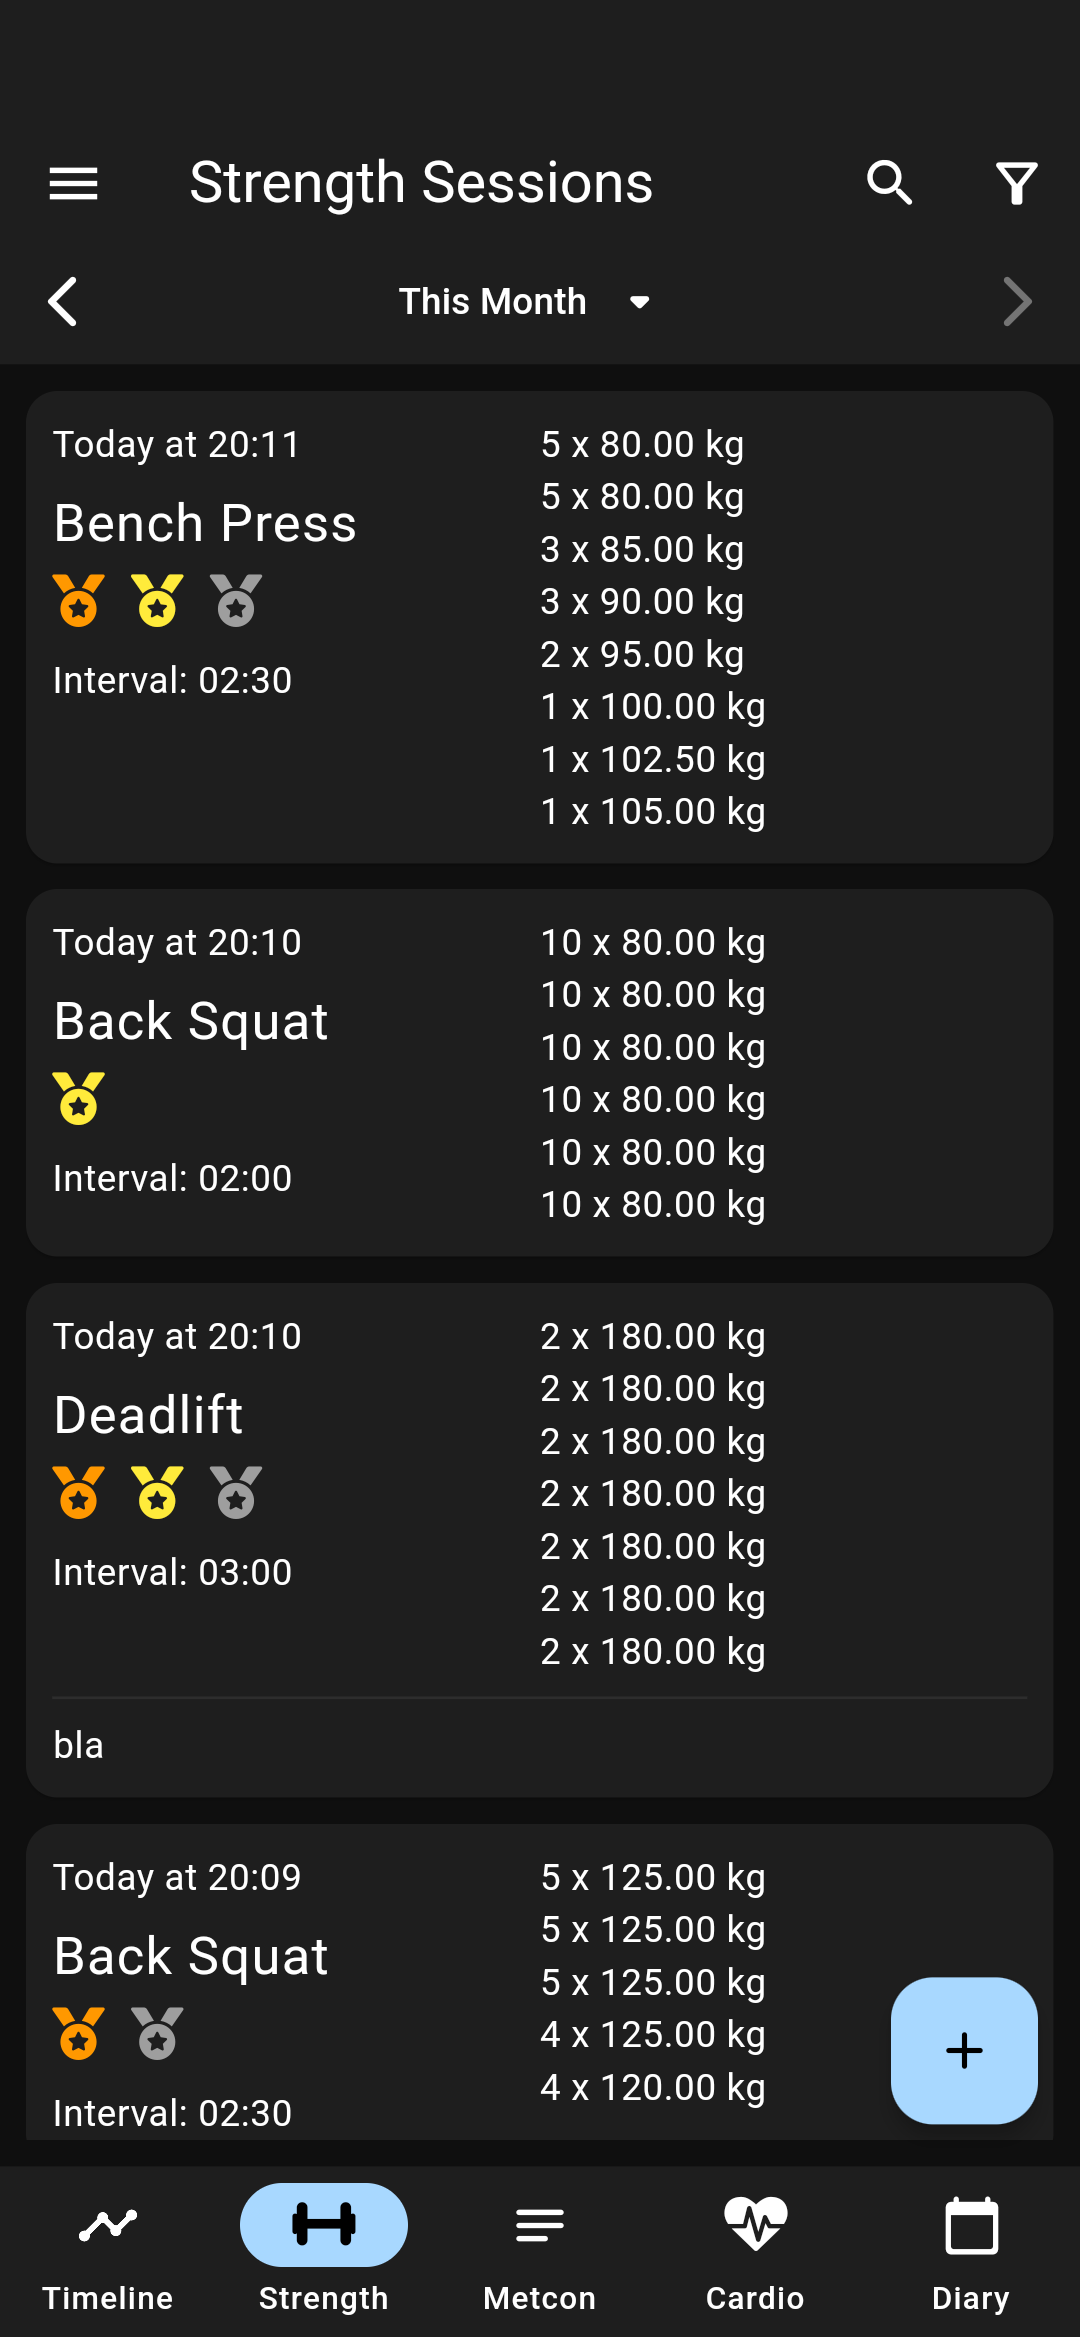 Strength Sessions
This Month
Today at 20:11
Bench Press
Interval: 02:30
5 x 80.00 kg
5 x 80.00 kg
3 x 85.00 kg
3 x 90.00 kg
2 x 95.00 kg
1 x 100.00 kg
1 x 102.50 kg
1 x 105.00 kg
Today at 20:10
Back Squat
Interval: 02:00
10 x 80.00 kg
10 x 80.00 kg
10 x 80.00 kg
10 x 80.00 kg
10 x 80.00 kg
10 x 80.00 kg
Today at 20:10
Deadlift
Interval: 03:00
2 x 180.00 kg
2 x 180.00 kg
2 x 180.00 kg
2 x 180.00 kg
2 x 180.00 kg
2 x 180.00 kg
2 x 180.00 kg
bla
Today at 20:09
Back Squat
Interval: 02:30
5 x 125.00 kg
5 x 125.00 kg
5 x 125.00 kg
4 x 125.00 kg
4 x 120.00 kg
Timeline
Strength
Metcon
Cardio
Diary